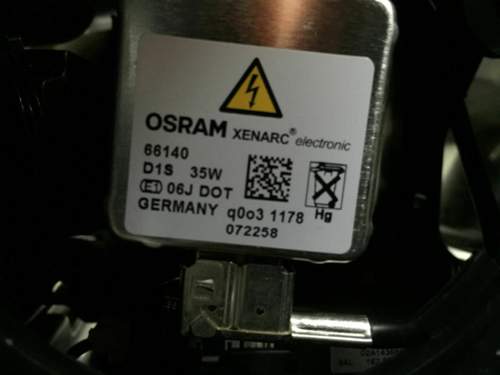 OSRAM XENARC® electronic
66140
D1S 35W
E1 06J DOT
GERMANY q0o3 1178 Hg
072258